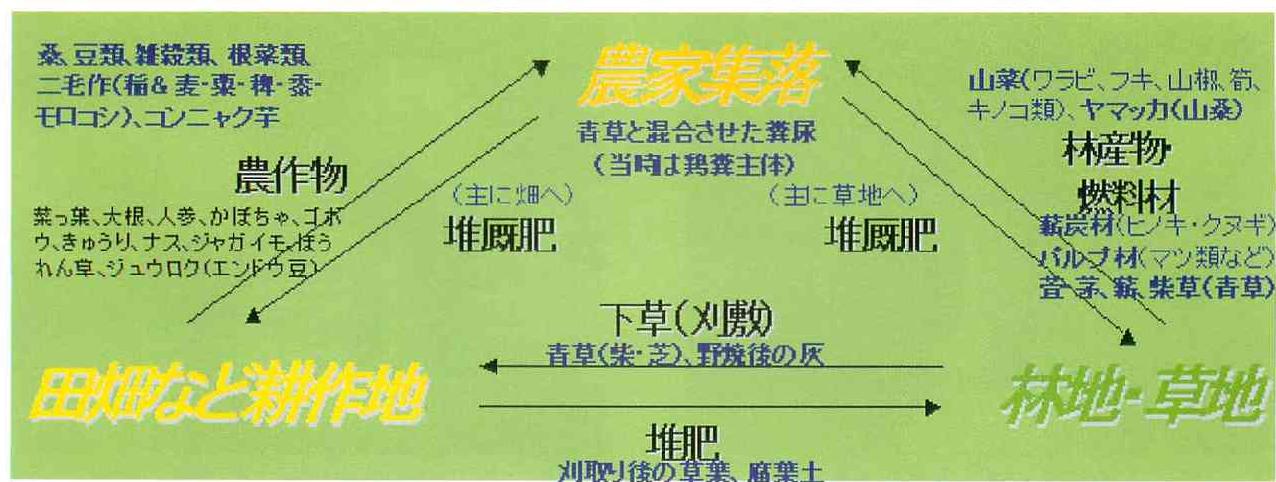 桑、豆類、雑穀類、根菜類、
二毛作(稲& 麦・粟・稗・黍・
モロコシ)、コンニャク芋
農作物
菜っ葉、大根、人参、かぼちゃ、ゴボ
ウ、きゅうり、ナス、ジャガイモ、ほう
れん草、ジュウロク(エンドウ豆)
農家集落
青草と混合させた糞尿
(当時は鶏糞主体)
(主に畑へ)
堆厩肥
(主に草地へ)
堆厩肥
山菜(ワラビ、フキ、山椒、筍、
キノコ類)、ヤマッカ(山桑)
林産物・
燃料材
薪炭材(ヒノキ・クヌギ)
パルプ材(マツ類など)
萱・茅、薪、柴草(青草)
下草(刈敷)
青草(柴・芝)、野焼後の灰
田畑など耕作地
林地・草地
堆肥
刈取り後の草葉、腐葉土